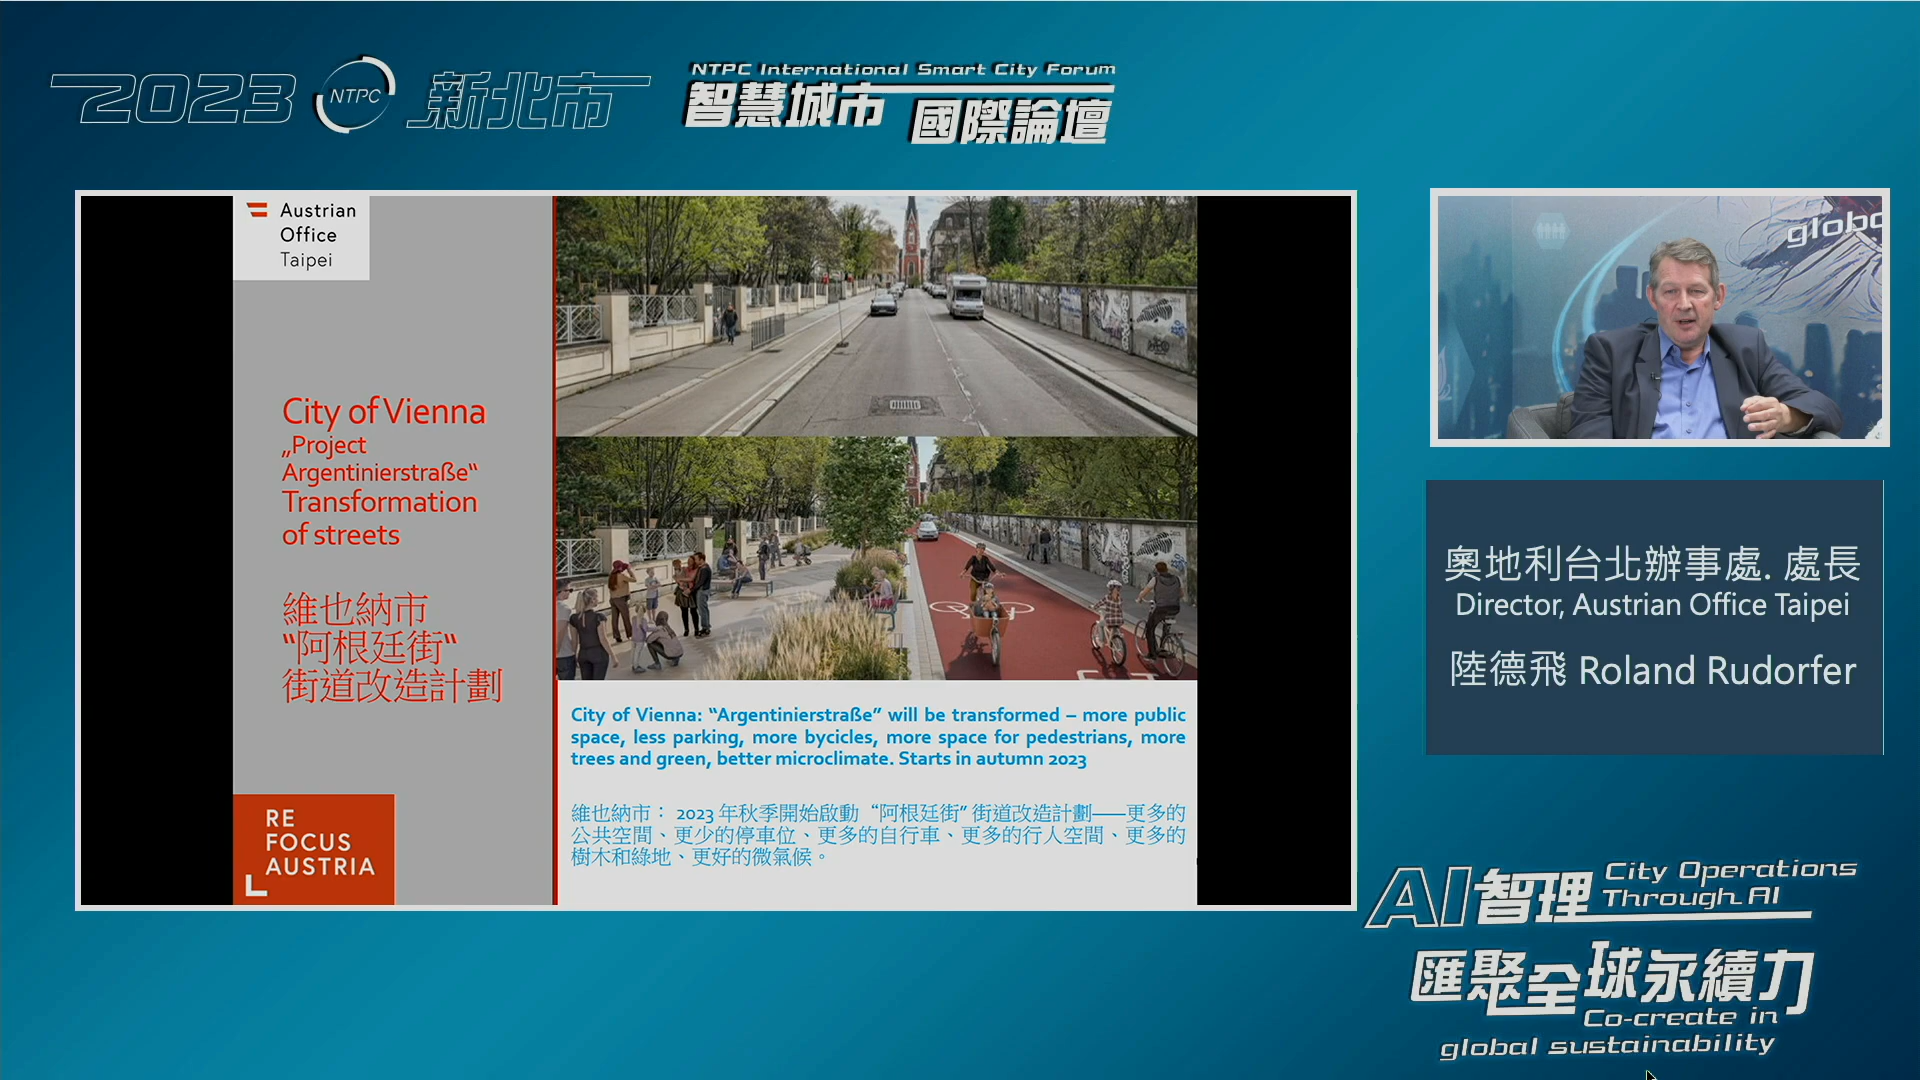 2023 NTPC 新北市
NTPC International Smart City Forum
智慧城市
國際論壇
Austrian
Office
Taipei
City of Vienna
„Project
Argentinierstraße“
Transformation
of streets
維也納市
“阿根廷街“
街道改造計劃
RE
FOCUS
AUSTRIA
City of Vienna: “Argentinierstraße” will be transformed – more public
space, less parking, more bycicles, more space for pedestrians, more
trees and green, better microclimate. Starts in autumn 2023
維也納市： 2023 年秋季開始啟動 “阿根廷街” 街道改造計劃——更多的
公共空間、更少的停車位、更多的自行車、更多的行人空間、更多的
樹木和綠地、更好的微氣候。
奧地利台北辦事處. 處長
Director, Austrian Office Taipei
陸德飛 Roland Rudorfer
AI智理
City Operations
Through AI
匯聚全球永續力
Co-create in
global sustainability